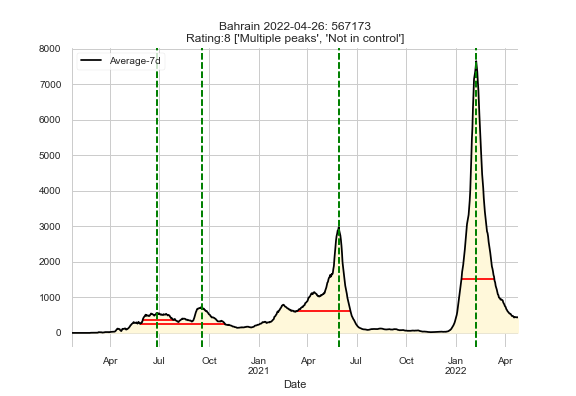 Bahrain 2022-04-26: 567173
Rating:8 ['Multiple peaks', 'Not in control']
Average-7d
8000
7000
6000
5000
4000
3000
2000
1000
0
Apr Jul Oct Jan Apr Jul Oct Jan Apr
2021 2022
Date